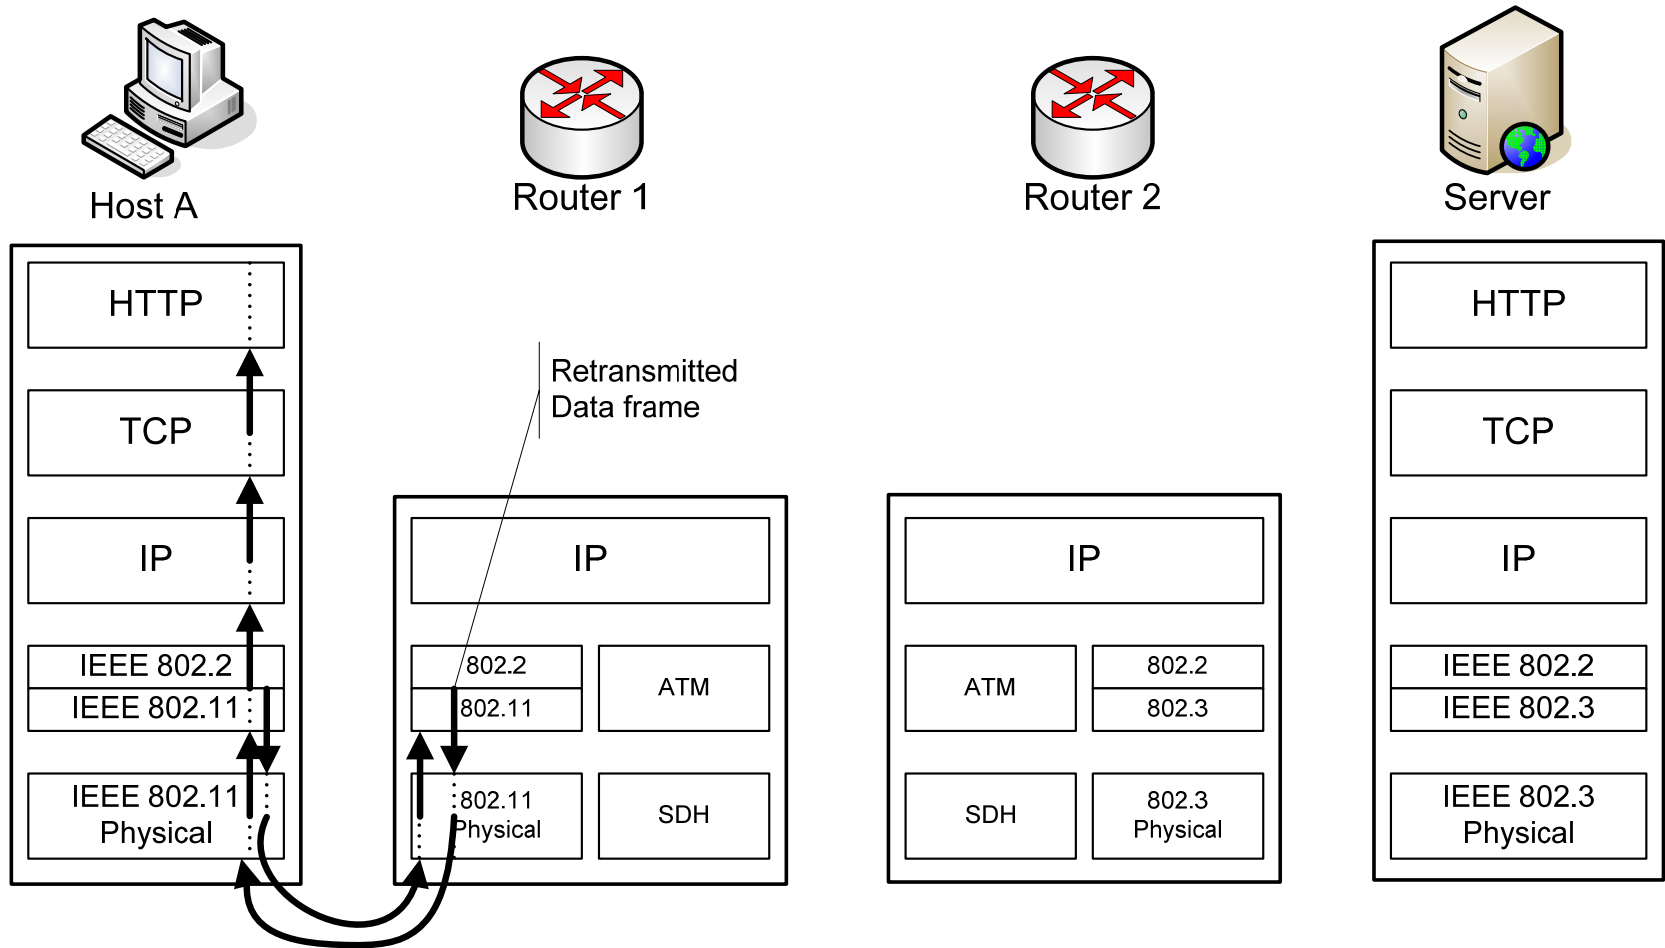 Host A
Router 1
Router 2
Server
HTTP
TCP
IP
IEEE 802.2
IEEE 802.11
IEEE 802.11
Physical
Retransmitted
Data frame
IP
802.2
802.11
ATM
802.11
Physical
SDH
IP
ATM
802.2
802.3
SDH
802.3
Physical
HTTP
TCP
IP
IEEE 802.2
IEEE 802.3
IEEE 802.3
Physical